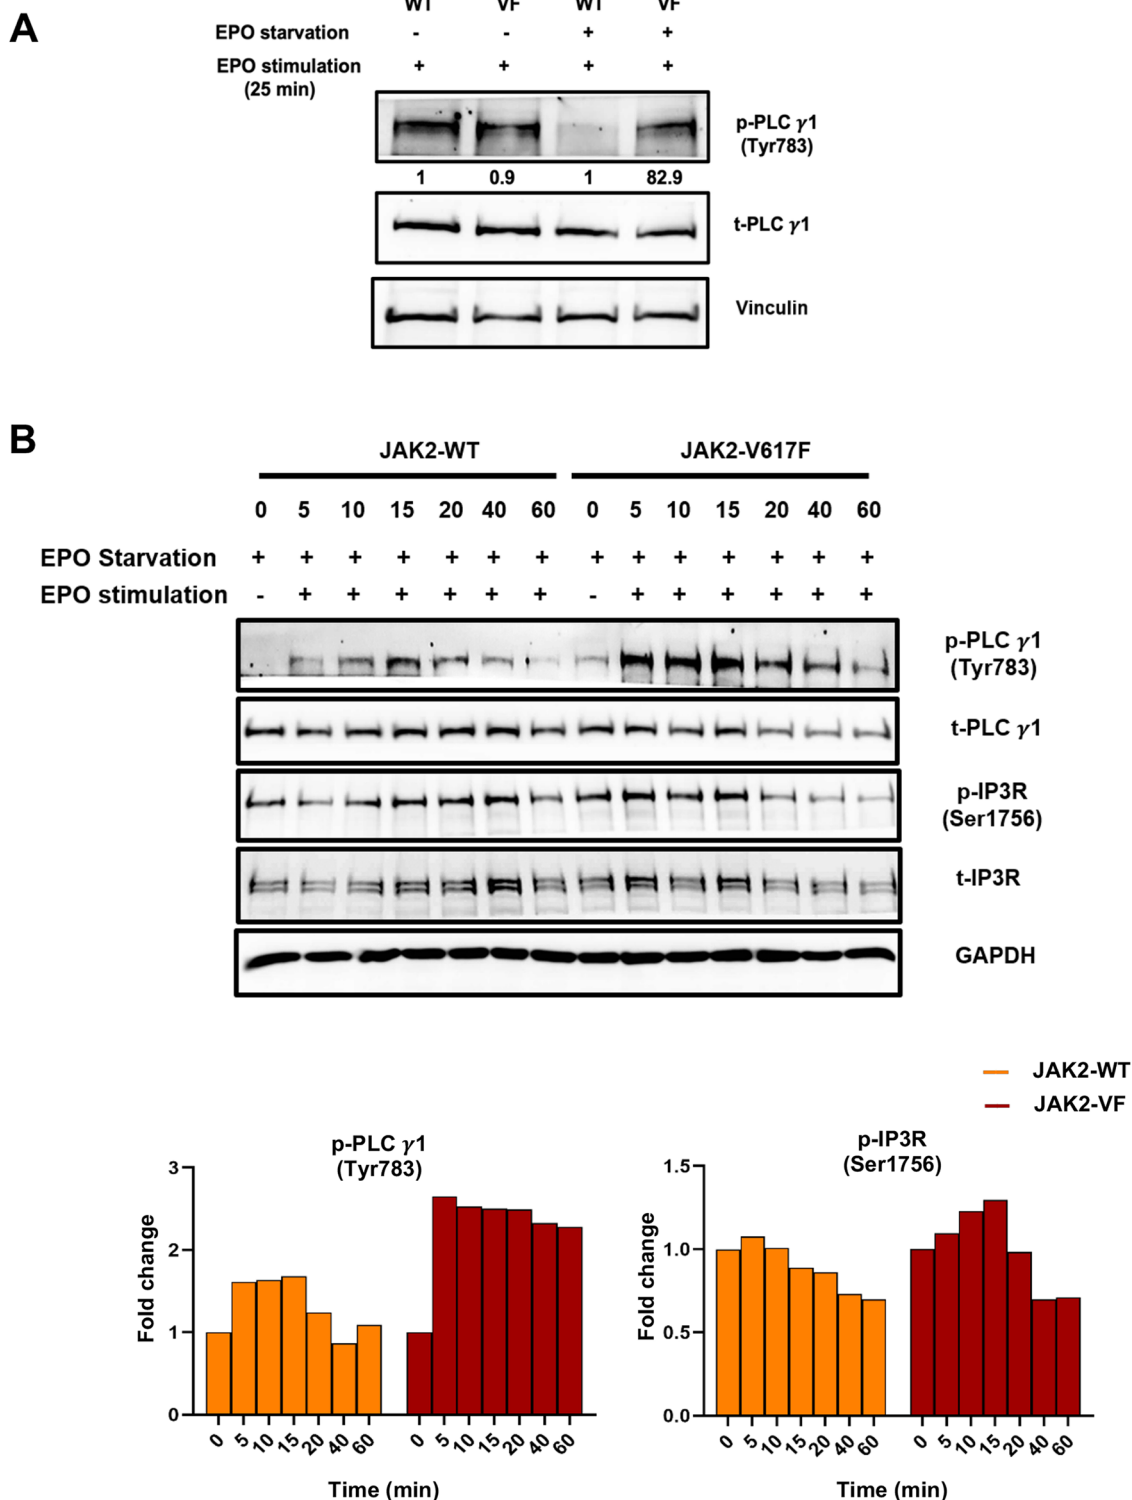 A
WT VF WT VF
EPO starvation - - + +
EPO stimulation + + + +
(25 min)
p-PLC γ1
(Tyr783)
1 0.9 1 82.9
t-PLC γ1
Vinculin
B
JAK2-WT JAK2-V617F
0 5 10 15 20 40 60 0 5 10 15 20 40 60
EPO Starvation + + + + + + + + + + + + + +
EPO stimulation - + + + + + + - + + + + + +
p-PLC γ1
(Tyr783)
t-PLC γ1
p-IP3R
(Ser1756)
t-IP3R
GAPDH
JAK2-WT
JAK2-VF
p-PLC γ1
(Tyr783)
Fold change
3
2
1
0
0 5 10 15 20 40 60 0 5 10 15 20 40 60
Time (min)
p-IP3R
(Ser1756)
Fold change
1.5
1.0
0.5
0.0
0 5 10 15 20 40 60 0 5 10 15 20 40 60
Time (min)